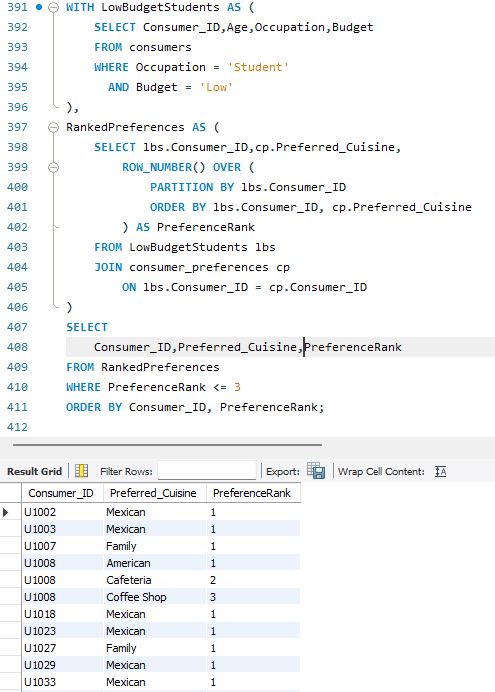 391 WITH LowBudgetStudents AS (
392 SELECT Consumer_ID,Age,Occupation,Budget
393 FROM consumers
394 WHERE Occupation = 'Student'
395 AND Budget = 'Low'
396 ),
397 RankedPreferences AS (
398 SELECT lbs.Consumer_ID,cp.Preferred_Cuisine,
399 ROW_NUMBER() OVER (
400 PARTITION BY lbs.Consumer_ID
401 ORDER BY lbs.Consumer_ID, cp.Preferred_Cuisine
402 ) AS PreferenceRank
403 FROM LowBudgetStudents lbs
404 JOIN consumer_preferences cp
405 ON lbs.Consumer_ID = cp.Consumer_ID
406 )
407 SELECT
408 Consumer_ID,Preferred_Cuisine,PreferenceRank
409 FROM RankedPreferences
410 WHERE PreferenceRank <= 3
411 ORDER BY Consumer_ID, PreferenceRank;
412
Result Grid Filter Rows: Export: Wrap Cell Content: IA
Consumer_ID Preferred_Cuisine PreferenceRank
U1002 Mexican 1
U1003 Mexican 1
U1007 Family 1
U1008 American 1
U1008 Cafeteria 2
U1008 Coffee Shop 3
U1018 Mexican 1
U1023 Mexican 1
U1027 Family 1
U1029 Mexican 1
U1033 Mexican 1